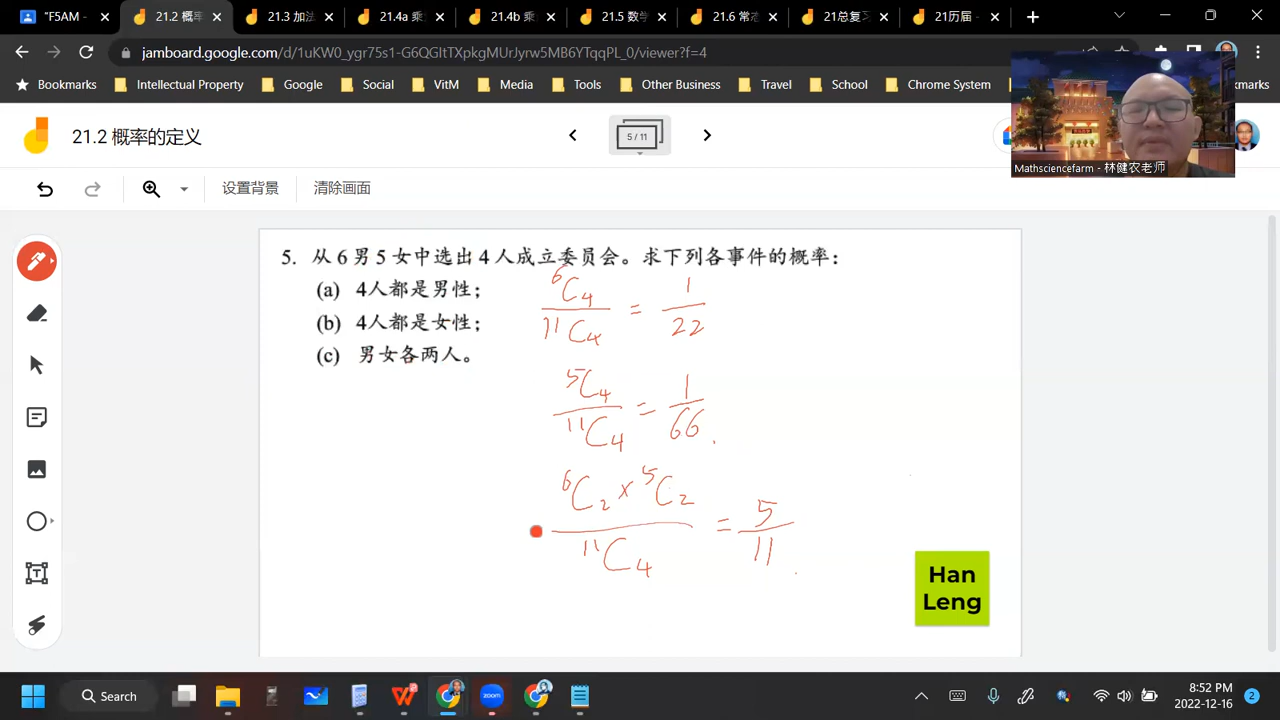 "F5AM
21.2 概率
21.3 加法
21.4a 乘
21.4b 乘
21.5 数学
常态
21总复习
21历届 -
jamboard.google.com/d/1uKW0_ygr75s1-G6QGltTXpkgMUrJnw5MB6YTqqPL_0/viewer?f=4
Bookmarks
Intellectual Property
Google
Social
VitM
Media
Tools
Other Business
Travel
School
Chrome System
kmarks
Mathsciencefarm - 林健农老师
21.2 概率的定义
5 / 11
设置背景
清除画面
5. 从 6 男 5 女中选出 4 人成立委员会。求下列各事件的概率：
(a) 4人都是男性；
(b) 4人都是女性；
(c) 男女各两人。
⁶C₄ / ¹¹C₄ = 1/22
⁵C₄ / ¹¹C₄ = 1/66
⁶C₂ × ⁵C₂ / ¹¹C₄ = 5/11
Han
Leng
Search
zoom
8:52 PM
2022-12-16
2